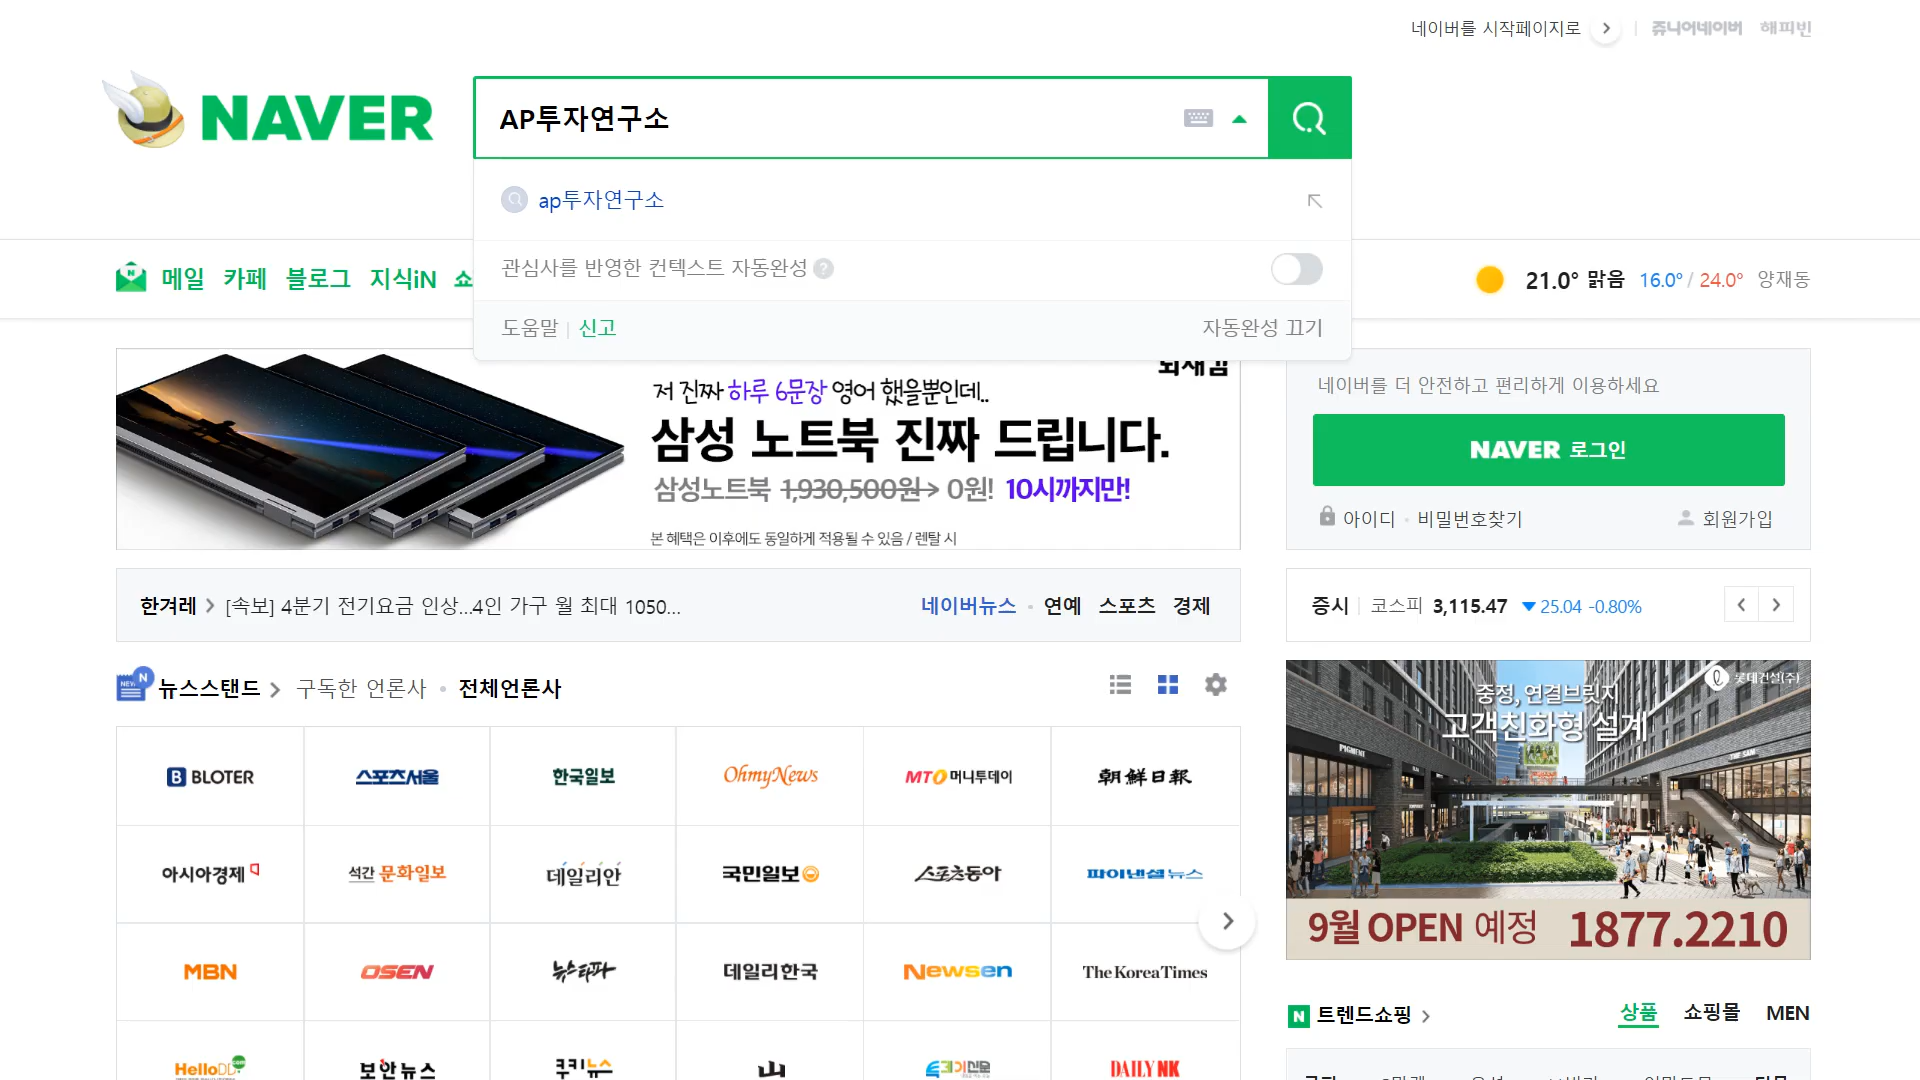 네이버를 시작페이지로
쥬니어네이버 해피빈
NAVER
AP투자연구소
ap투자연구소
관심사를 반영한 컨텍스트 자동완성 ?
도움말 신고 자동완성 끄기
메일 카페 블로그 지식iN 쇼
21.0° 맑음 16.0° / 24.0° 양재동
저 진짜 하루 6문장 영어 했을뿐인데..
삼성 노트북 진짜 드립니다.
삼성노트북 1,930,500원-> 0원! 10시까지만!
본 혜택은 이후에도 동일하게 적용될 수 있음 / 렌탈 시
네이버를 더 안전하고 편리하게 이용하세요
NAVER 로그인
아이디 · 비밀번호찾기 회원가입
한겨레 > [속보] 4분기 전기요금 인상...4인 가구 월 최대 1050...
네이버뉴스 · 연예 스포츠 경제
증시 코스피 3,115.47 ▼ 25.04 -0.80%
뉴스스탠드 > 구독한 언론사 · 전체언론사
BLOTER 스포츠서울 한국일보 OhmyNews MTO 머니투데이 朝鮮日報
아시아경제 석간 문화일보 데일리안 국민일보 스포츠동아 파이낸셜뉴스
MBN OSEN 뉴스타파 데일리한국 Newsen The Korea Times
HelloDD.com 보안뉴스 쿠키뉴스 山 DAILY NK
롯데건설(주)
중정, 연결브릿지
고객친화형 설계
PIGMENT
9월 OPEN 예정 1877.2210
트렌드쇼핑 > 상품 쇼핑몰 MEN